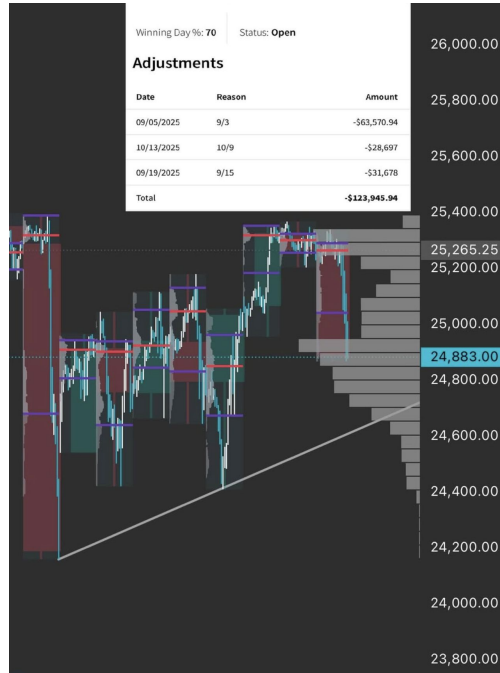 Winning Day %: 70 Status: Open
Adjustments
Date Reason Amount
09/05/2025 9/3 -$63,570.94
10/13/2025 10/9 -$28,697
09/19/2025 9/15 -$31,678
Total -$123,945.94
26,000.00
25,800.00
25,600.00
25,400.00
25,265.25
25,200.00
25,000.00
24,883.00
24,800.00
24,600.00
24,400.00
24,200.00
24,000.00
23,800.00